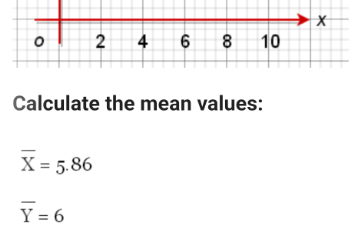 x
0 2 4 6 8 10
Calculate the mean values:
X̅ = 5.86
Y̅ = 6